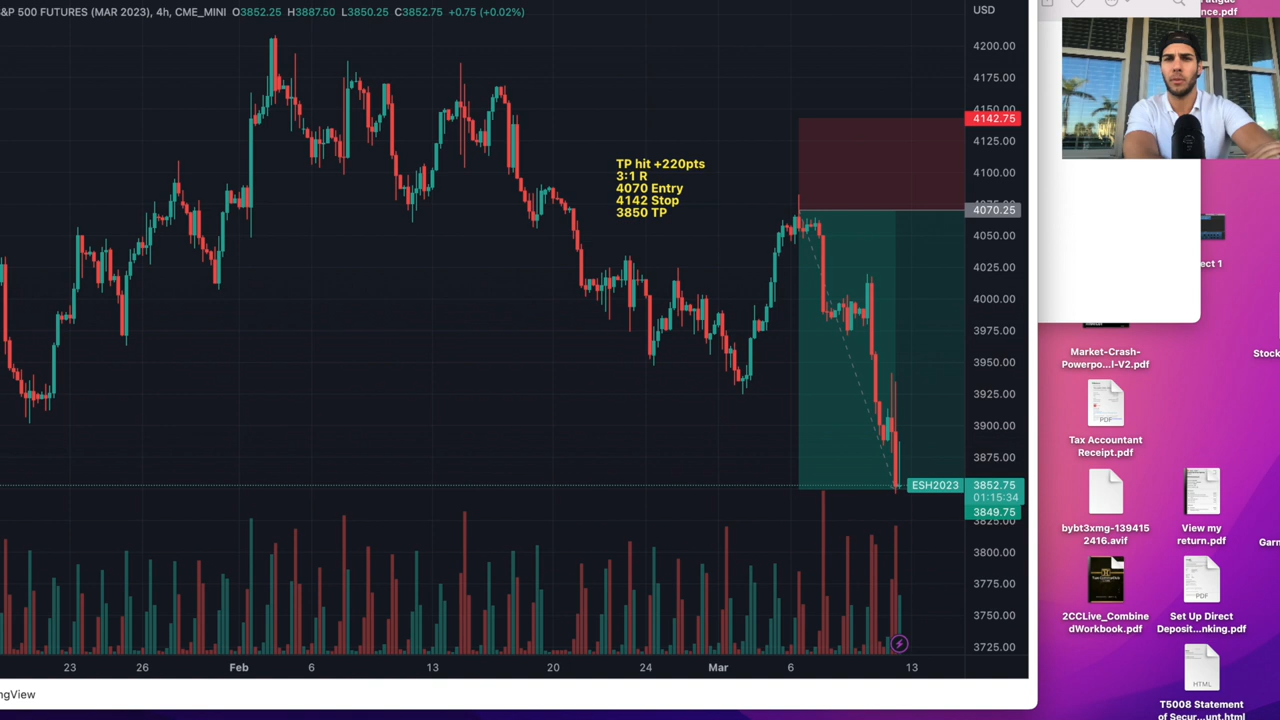 &P 500 FUTURES (MAR 2023), 4h, CME_MINI O3852.25 H3887.50 L3850.25 C3852.75 +0.75 (+0.02%)
USD
4200.00
4175.00
4150.00
4142.75
4125.00
4100.00
4070.25
4050.00
4025.00
4000.00
3975.00
3950.00
3925.00
3900.00
3875.00
ESH2023 3852.75
01:15:34
3849.75
3825.00
3800.00
3775.00
3750.00
3725.00
TP hit +220pts
3:1 R
4070 Entry
4142 Stop
3850 TP
23 26 Feb 6 13 20 24 Mar 6 13
ngView
nce.pdf
ect 1
Market-Crash-
Powerpo...l-V2.pdf
Stock
PDF
Tax Accountant
Receipt.pdf
bybt3xmg-139415
2416.avif
View my
return.pdf
Garn
2CCLive_Combine
dWorkbook.pdf
PDF
Set Up Direct
Deposit...nking.pdf
HTML
T5008 Statement
of Secur...unt.html